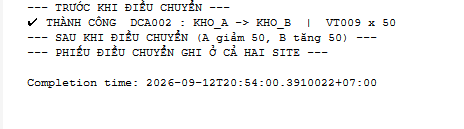 --- TRƯỚC KHI ĐIỀU CHUYỂN ---
✔ THÀNH CÔNG  DCA002 : KHO_A -> KHO_B  |  VT009 x 50
--- SAU KHI ĐIỀU CHUYỂN (A giảm 50, B tăng 50) ---
--- PHIẾU ĐIỀU CHUYỂN GHI Ở CẢ HAI SITE ---
Completion time: 2026-09-12T20:54:00.3910022+07:00